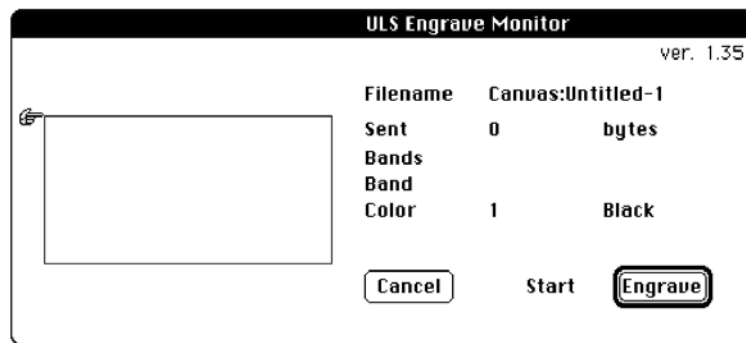 ULS Engrave Monitor
ver. 1.35
Filename Canvas:Untitled-1
Sent 0 bytes
Bands
Band
Color 1 Black
Cancel Start Engrave